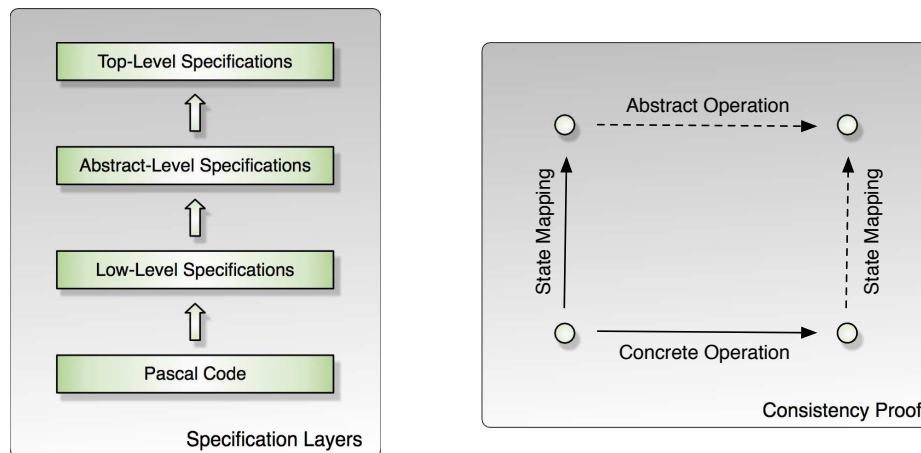 Top-Level Specifications
Abstract-Level Specifications
Low-Level Specifications
Pascal Code
Specification Layers
Abstract Operation
State Mapping
State Mapping
Concrete Operation
Consistency Proof